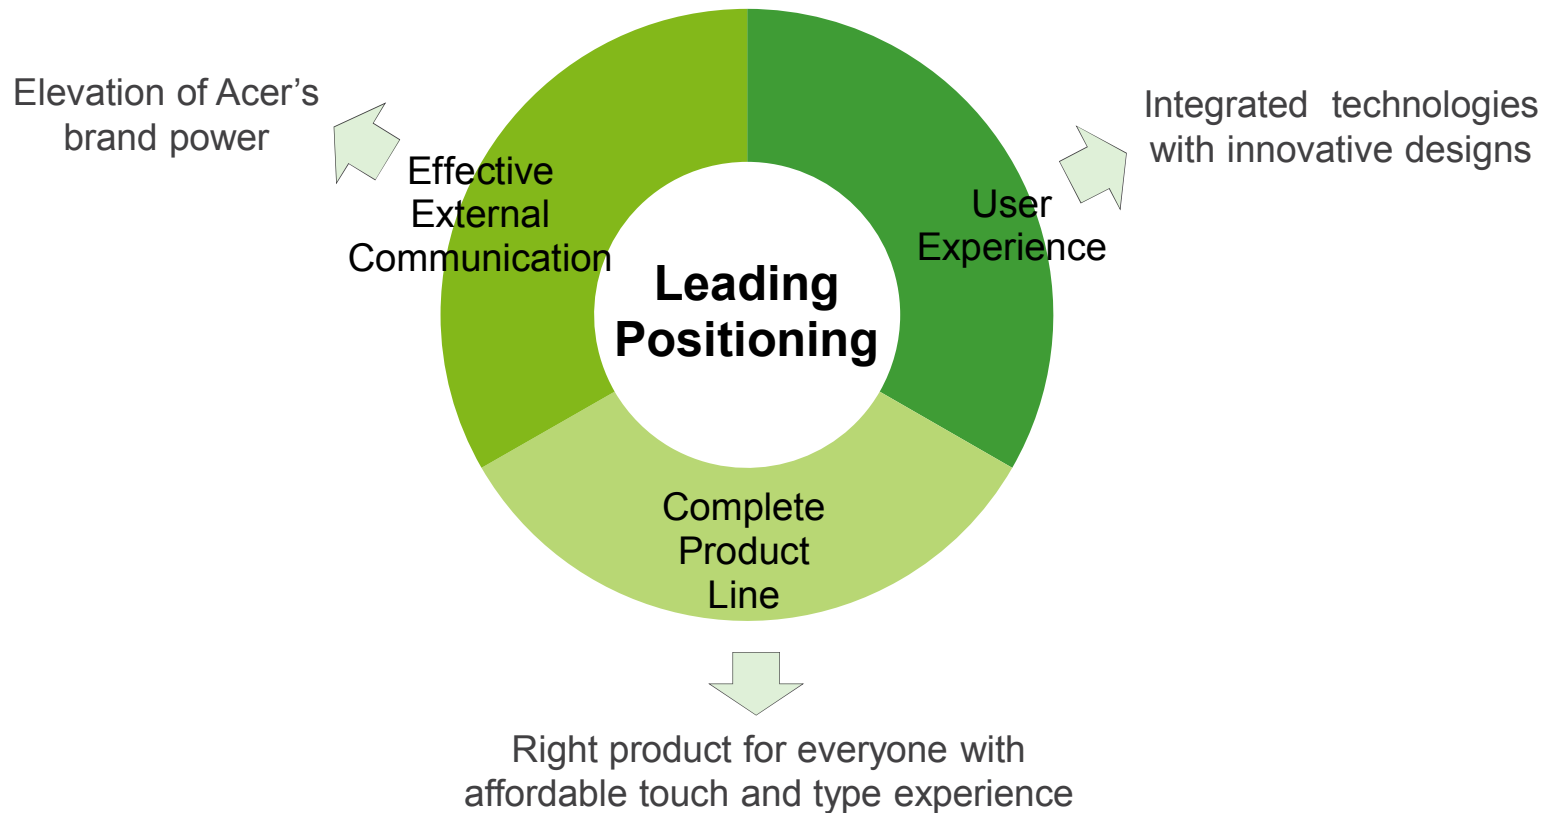 Elevation of Acer’s
brand power
Integrated technologies
with innovative designs
Effective
External
Communication
User
Experience
Leading
Positioning
Complete
Product
Line
Right product for everyone with
affordable touch and type experience